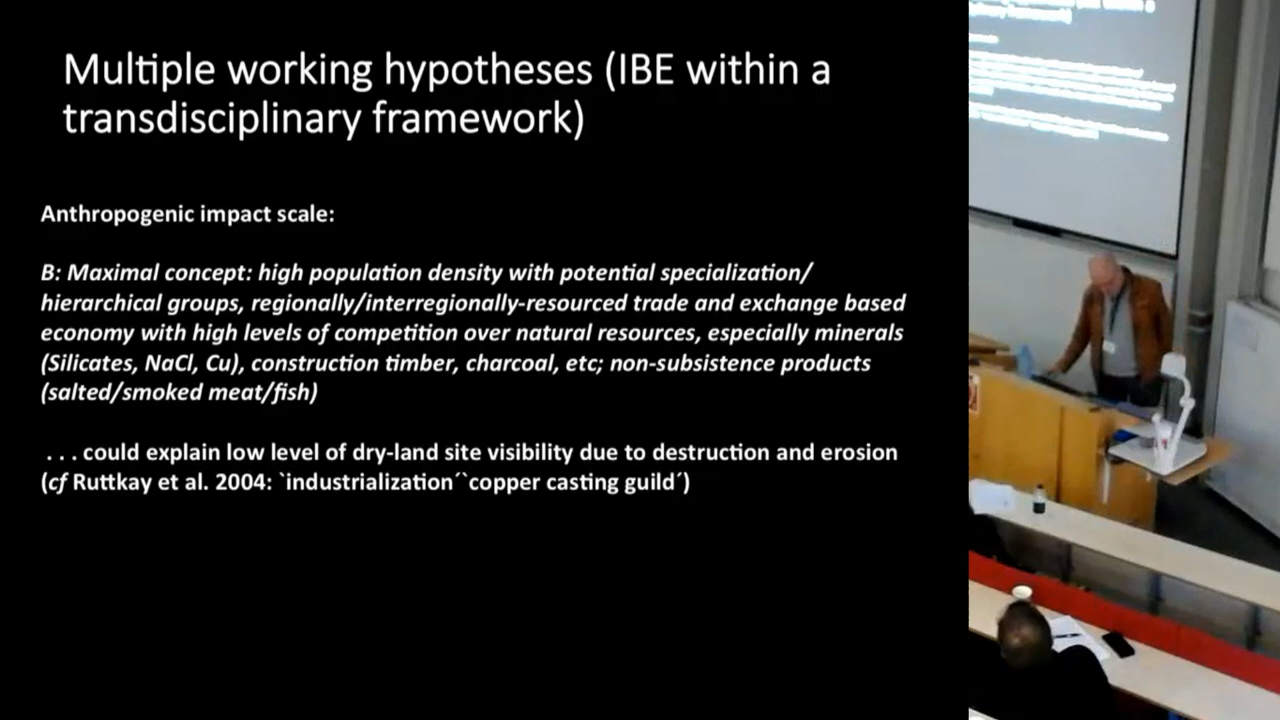 Multiple working hypotheses (IBE within a
transdisciplinary framework)
Anthropogenic impact scale:
B: Maximal concept: high population density with potential specialization/
hierarchical groups, regionally/interregionally-resourced trade and exchange based
economy with high levels of competition over natural resources, especially minerals
(Silicates, NaCl, Cu), construction timber, charcoal, etc; non-subsistence products
(salted/smoked meat/fish)
. . . could explain low level of dry-land site visibility due to destruction and erosion
(cf Ruttkay et al. 2004: `industrialization´`copper casting guild´)